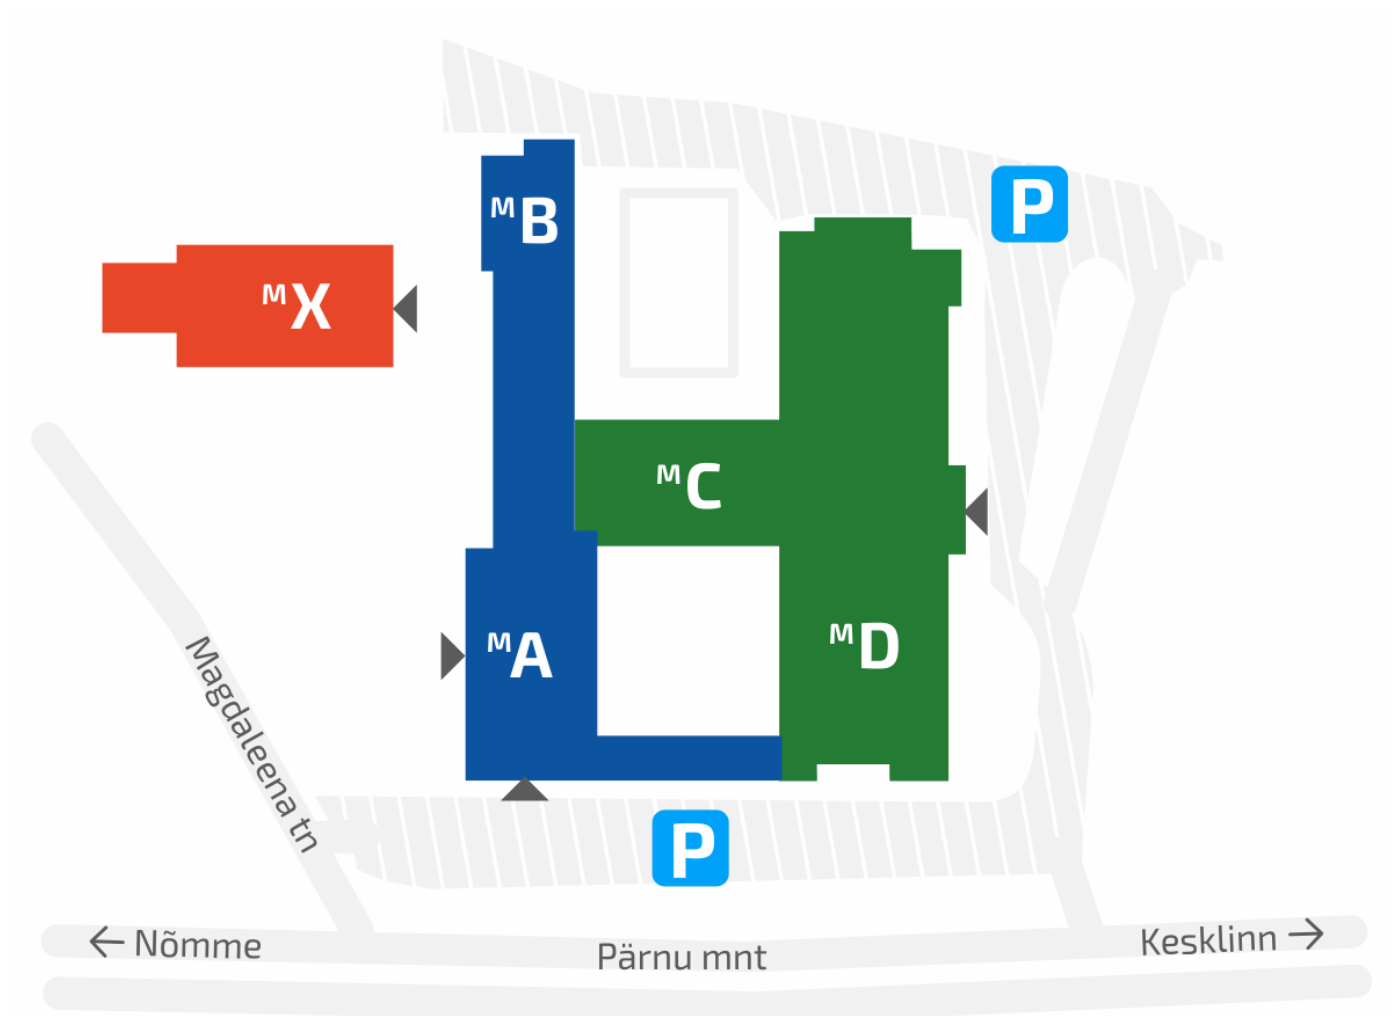 P
ᴹB
ᴹX
ᴹC
ᴹA
ᴹD
Magdaleena tn
P
← Nõmme
Pärnu mnt
Kesklinn →